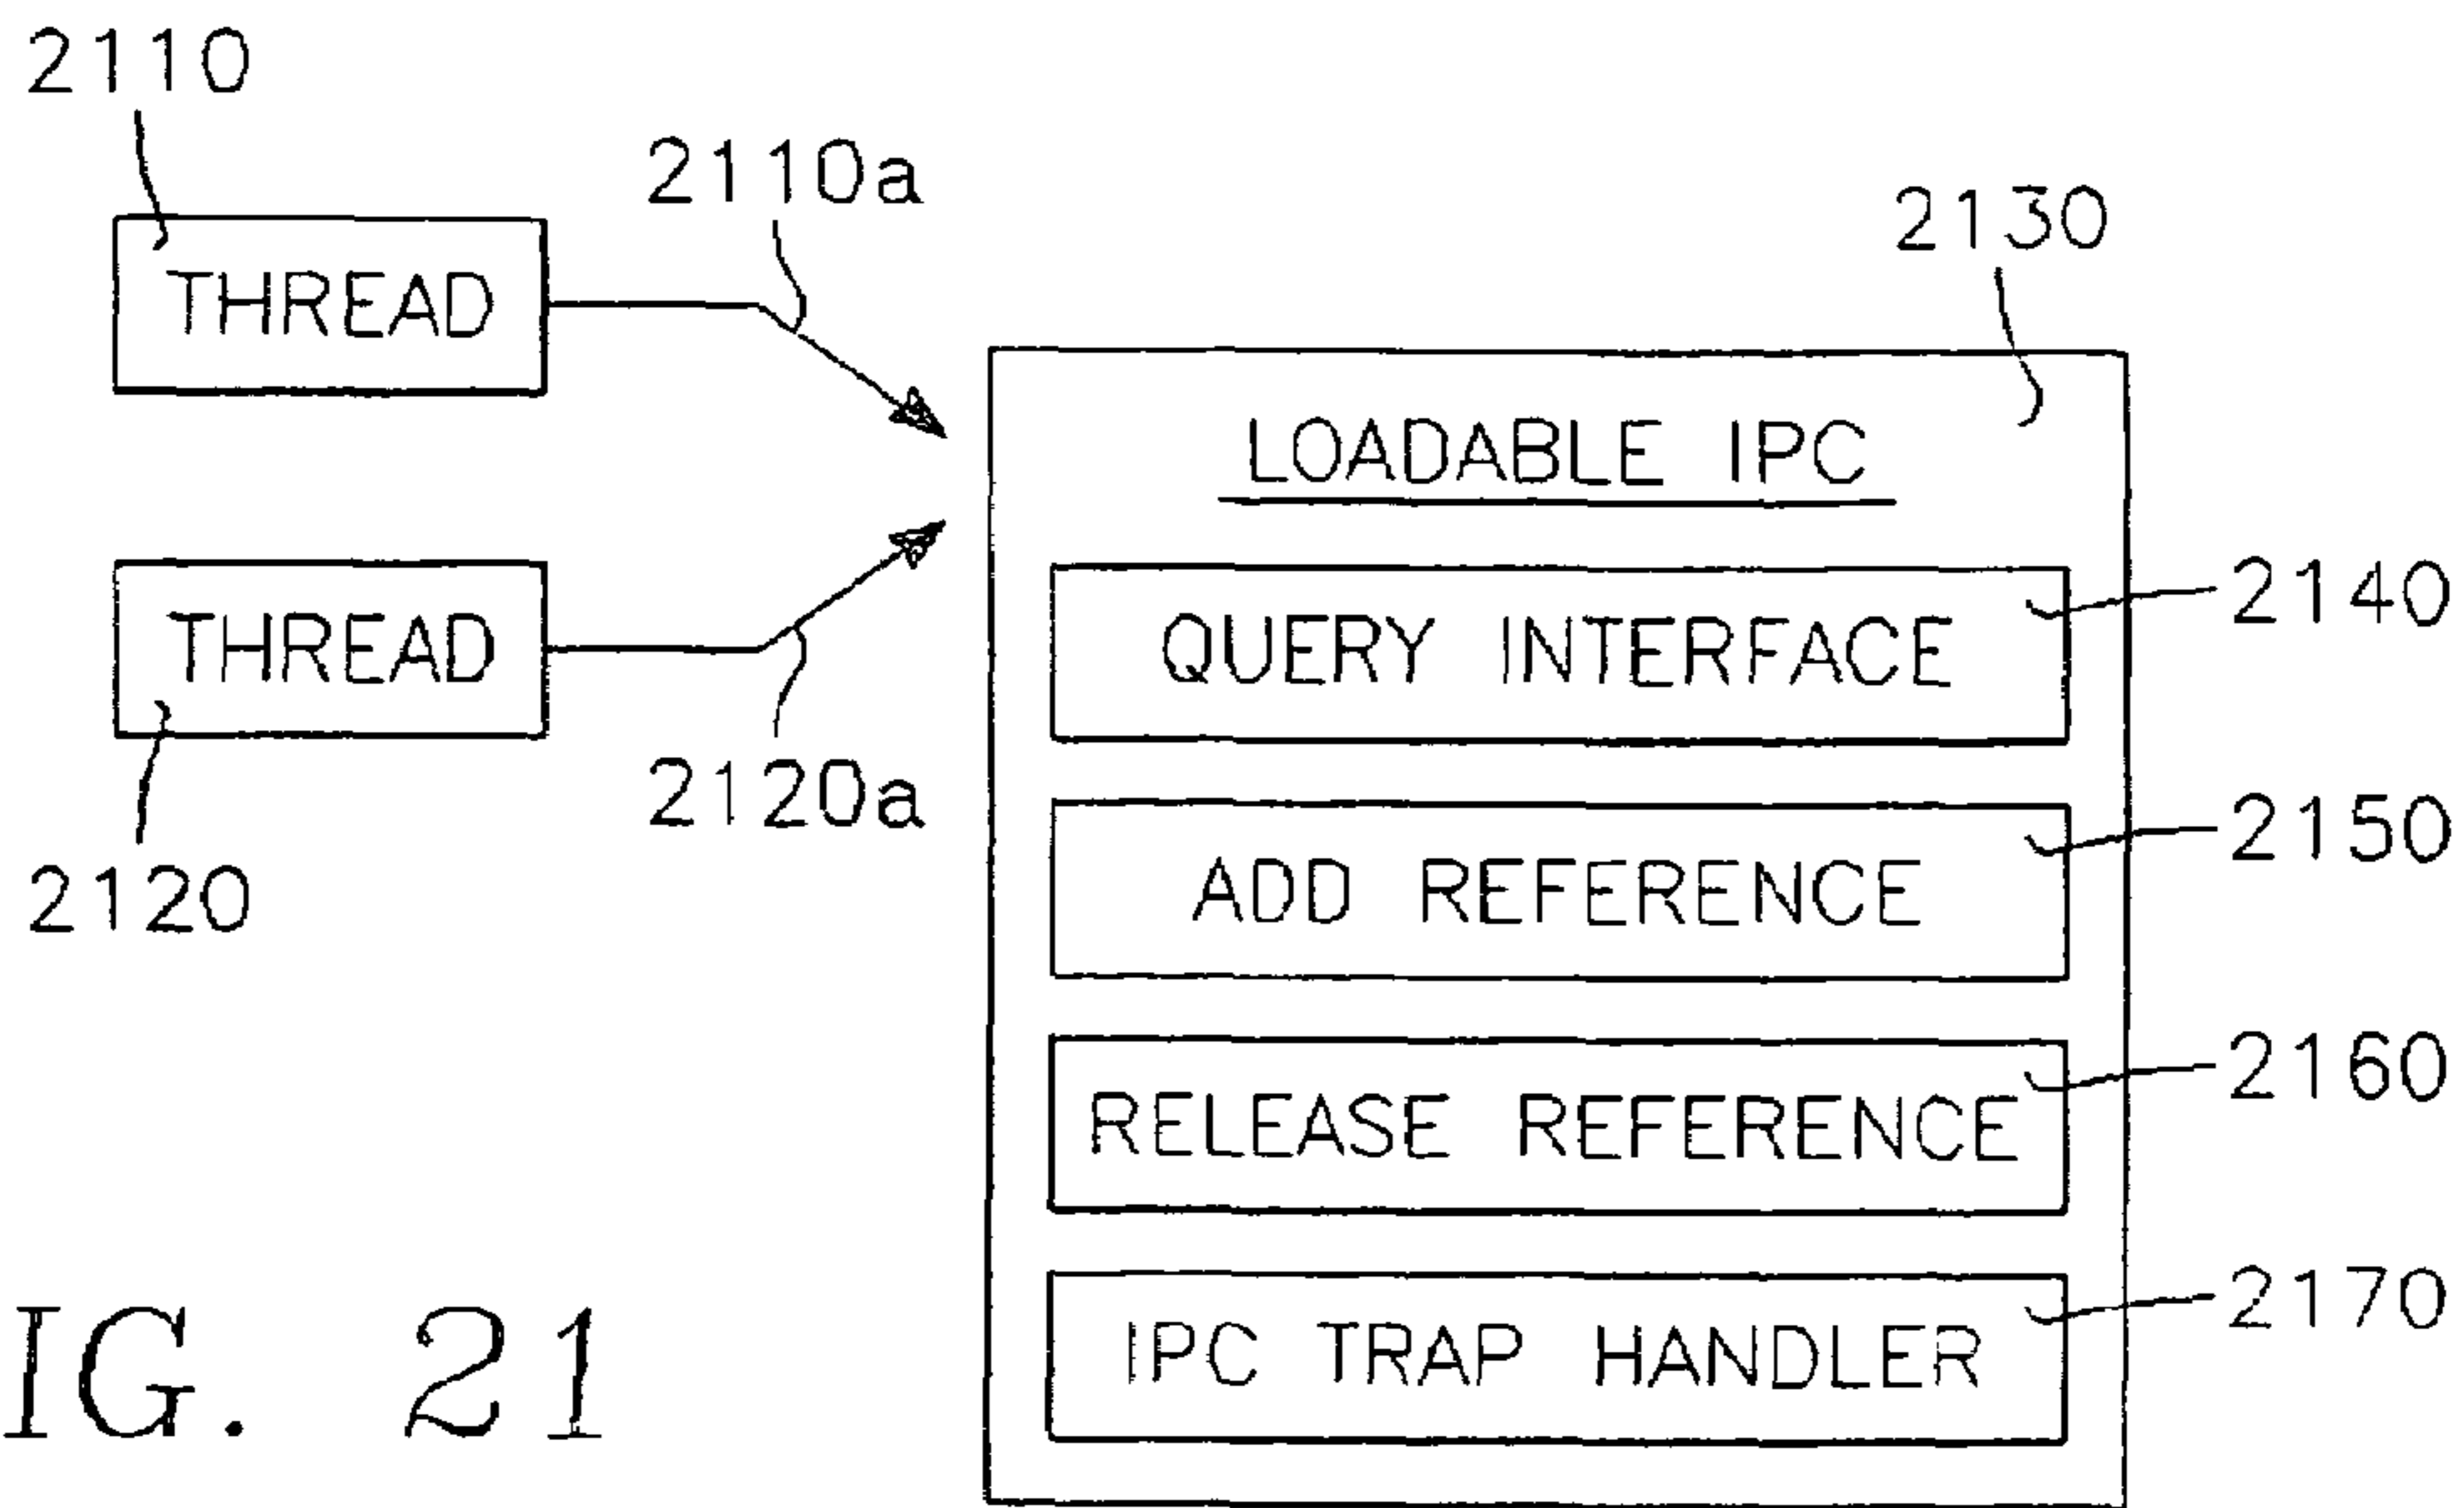 2110
2110a
2130
THREAD
LOADABLE IPC
THREAD
QUERY INTERFACE
2140
2120a
2120
ADD REFERENCE
2150
RELEASE REFERENCE
2160
IPC TRAP HANDLER
2170
IG. 21